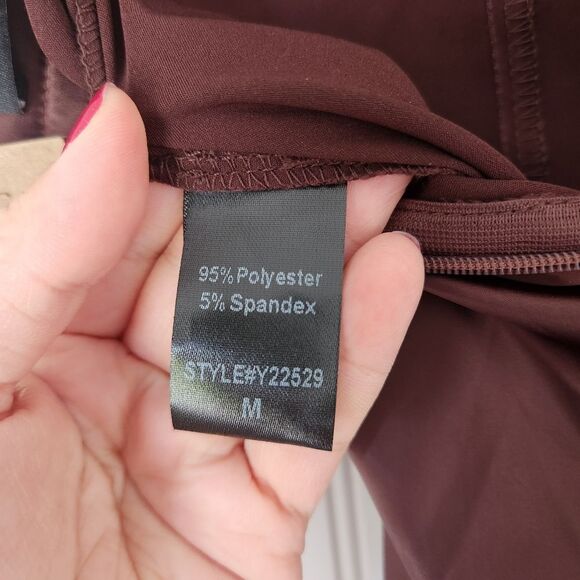 95% Polyester
5% Spandex
STYLE#Y22529
M